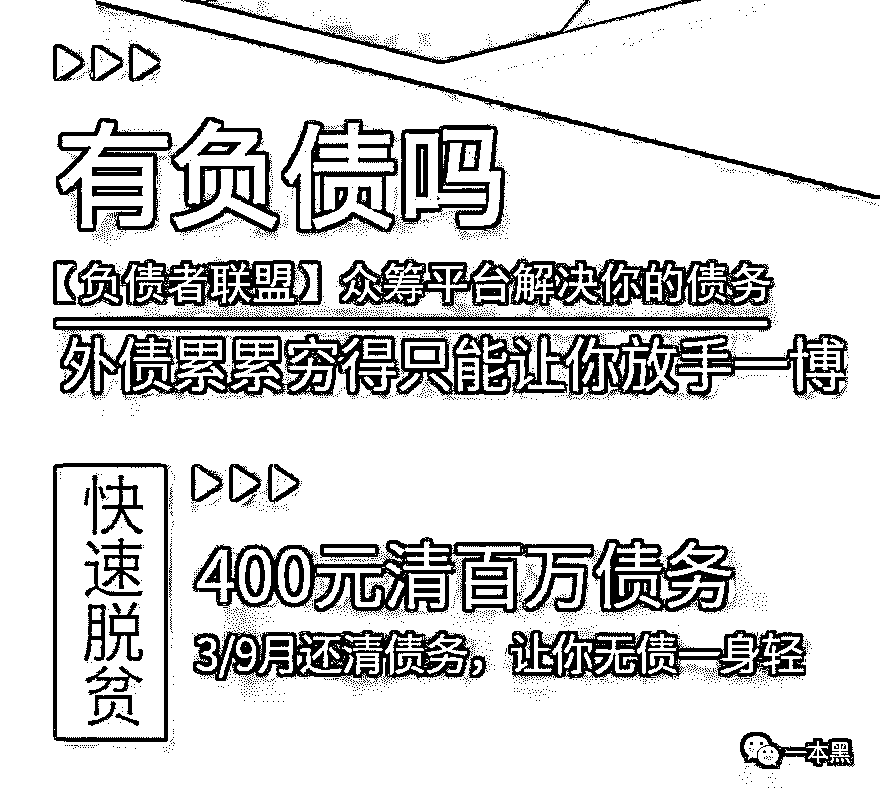 有负债吗
【负债者联盟】众筹平台解决你的债务
外债累累穷得只能让你放手一博
快速脱贫
400元清百万债务
3/9月还清债务，让你无债一身轻
一本黑